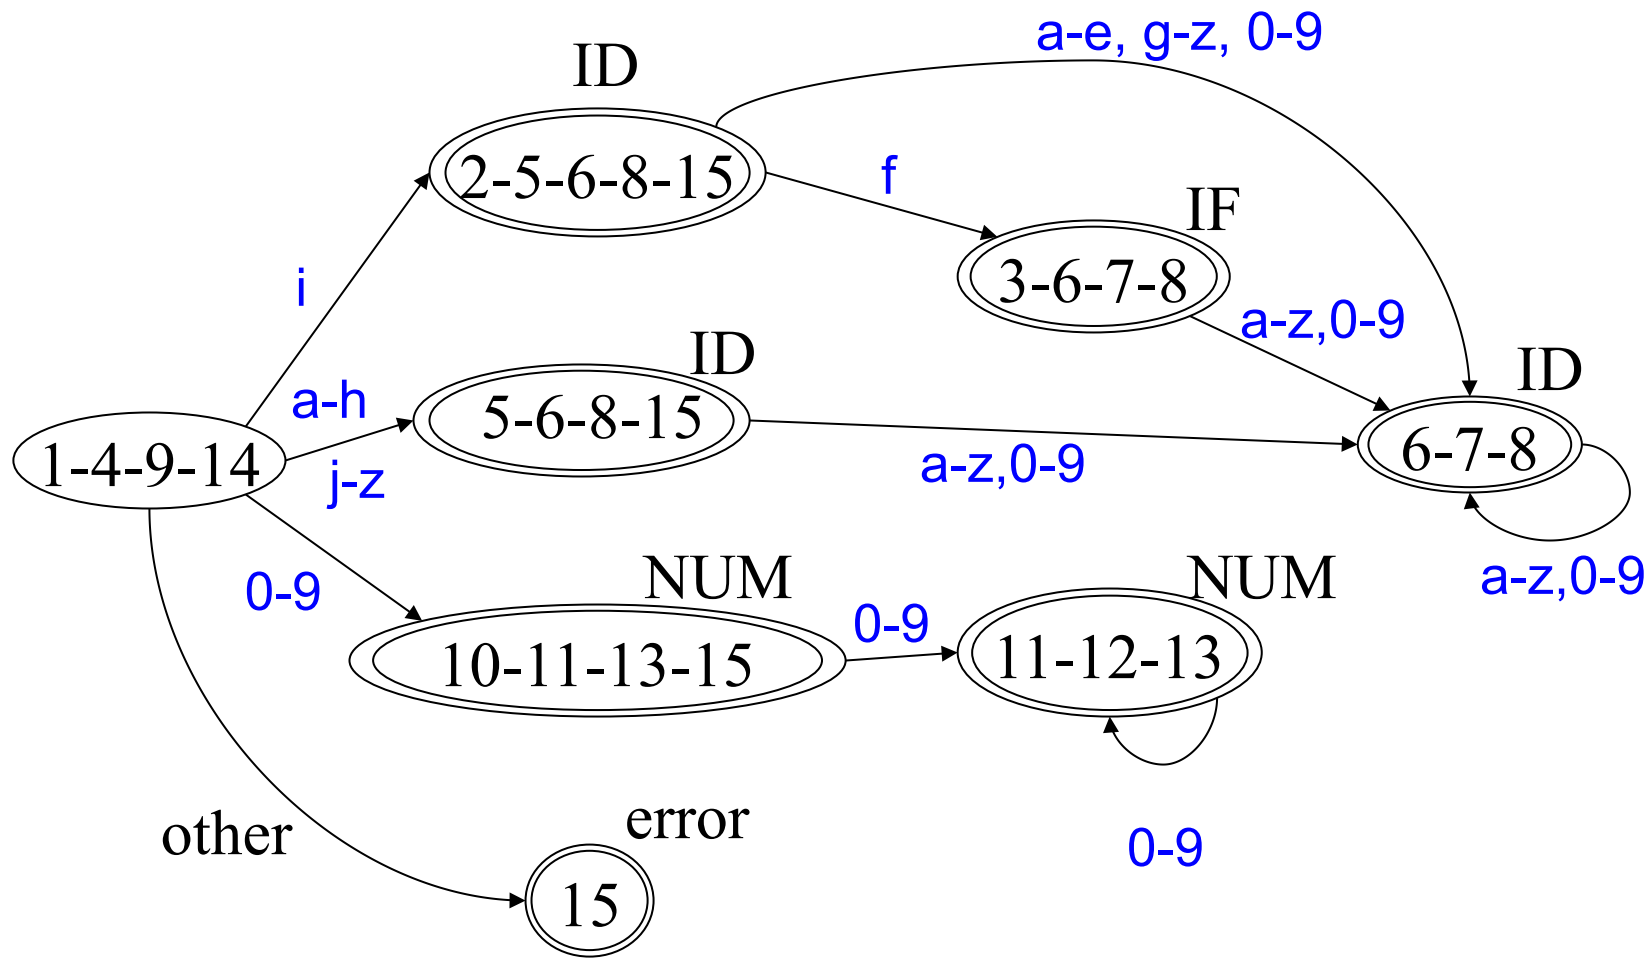 a-e, g-z, 0-9
ID
2-5-6-8-15
f
IF
3-6-7-8
i
a-z,0-9
ID
ID
a-h
5-6-8-15
1-4-9-14
6-7-8
j-z
a-z,0-9
NUM
NUM
a-z,0-9
0-9
0-9
10-11-13-15
11-12-13
other
error
0-9
15